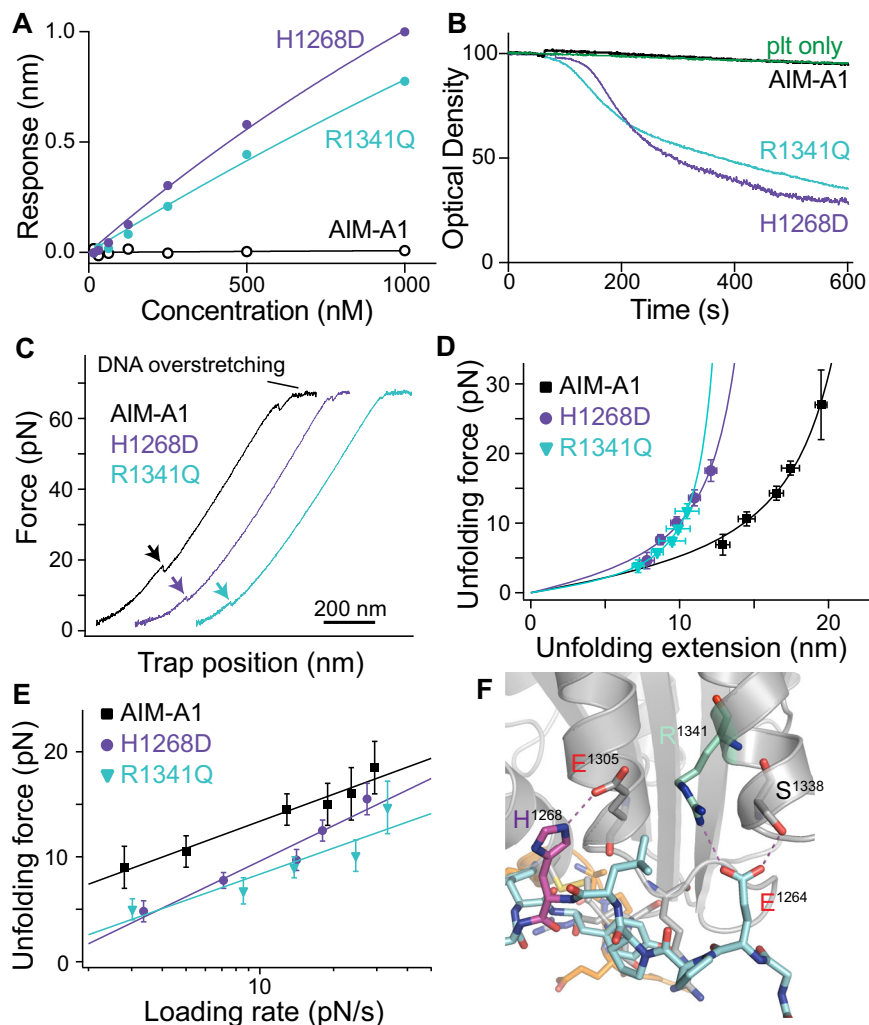 A
1.0
0.5
0.0
Response (nm)
H1268D
R1341Q
AIM-A1
0
500
1000
Concentration (nM)
B
100
50
0
Optical Density
plt only
AIM-A1
R1341Q
H1268D
200
400
600
Time (s)
C
DNA overstretching
AIM-A1
H1268D
R1341Q
60
40
20
0
Force (pN)
200 nm
Trap position (nm)
D
AIM-A1
H1268D
R1341Q
30
20
10
0
Unfolding force (pN)
0
10
20
Unfolding extension (nm)
E
AIM-A1
H1268D
R1341Q
20
10
0
Unfolding force (pN)
10
Loading rate (pN/s)
F
R1341
E1305
S1338
H1268
E1264